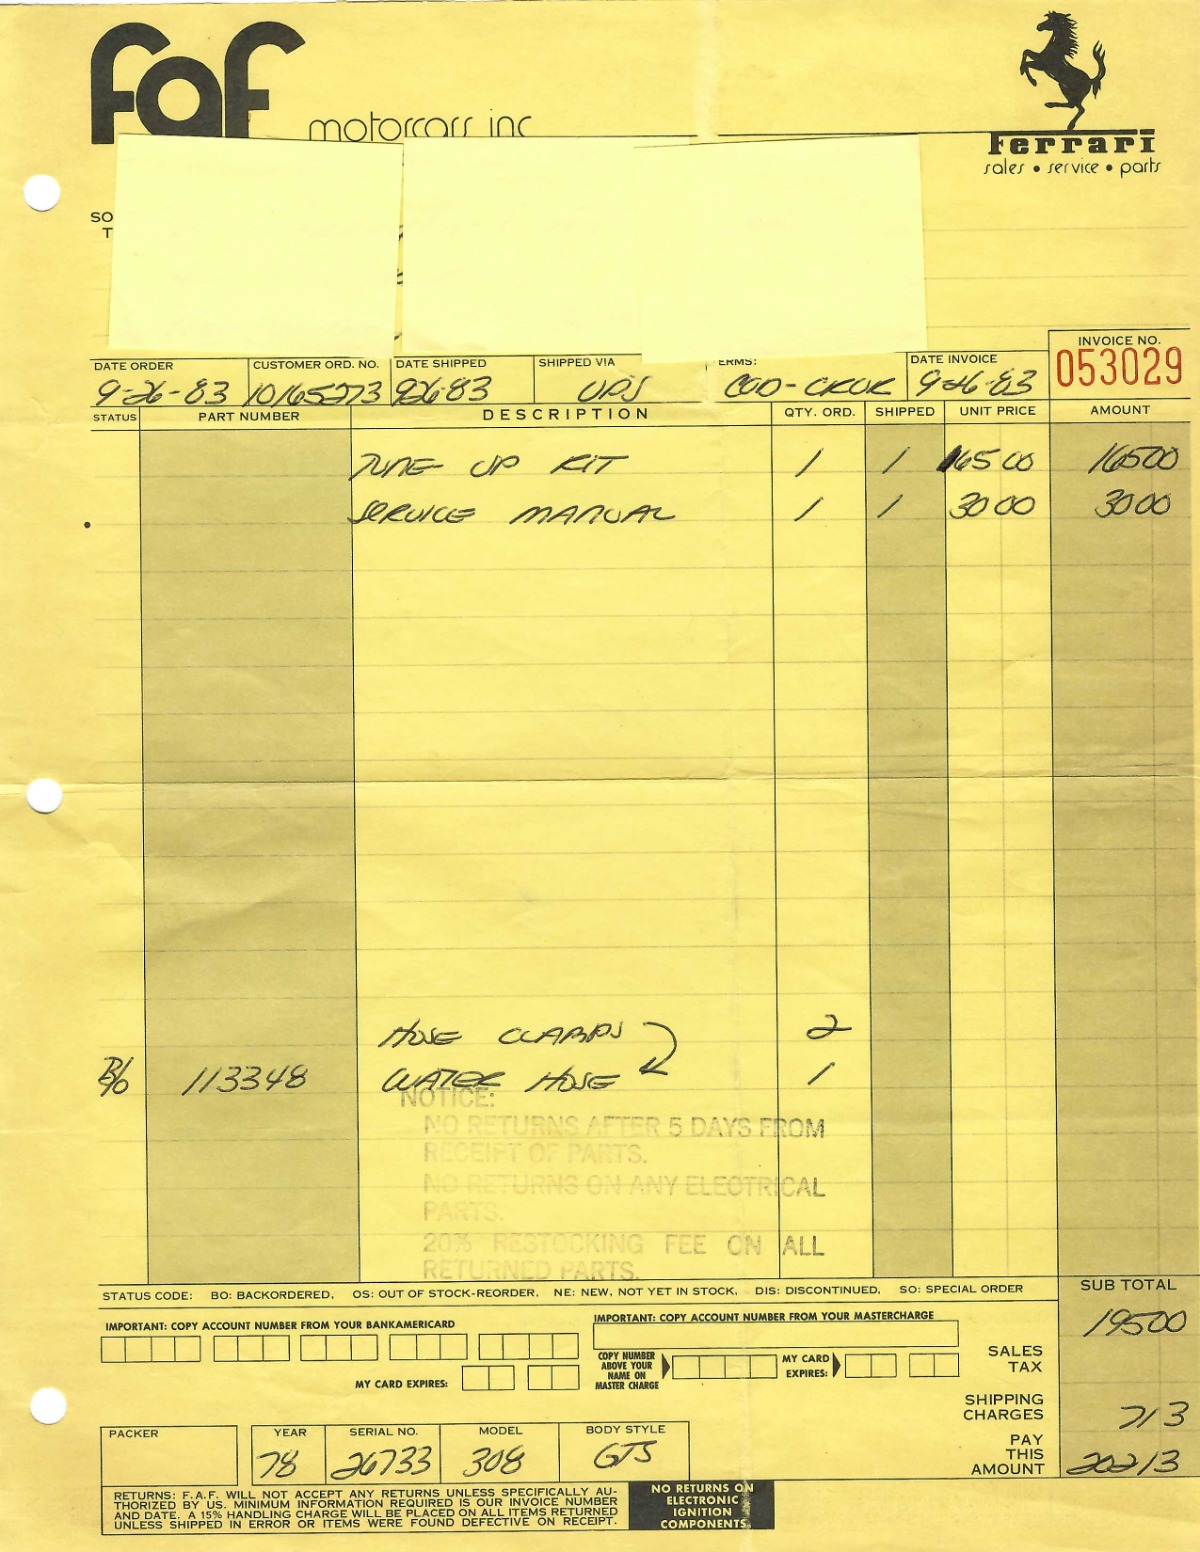 faf motorcars inc
Ferrari
sales • service • parts
SO
T
INVOICE NO.
053029
DATE ORDER CUSTOMER ORD. NO. DATE SHIPPED SHIPPED VIA ERMS: DATE INVOICE
9-26-83 10165273 9-26-83 UPS COD- 9-26-83
STATUS PART NUMBER DESCRIPTION QTY. ORD. SHIPPED UNIT PRICE AMOUNT
TUNE UP KIT 1 1 165 00 165 00
SERVICE MANUAL 1 1 30 00 30 00
HOSE CLAMPS 2
B/O 113348 WATER HOSE 1
NOTICE:
NO RETURNS AFTER 5 DAYS FROM
RECEIPT OF PARTS.
NO RETURNS ON ANY ELECTRICAL
PARTS.
20% RESTOCKING FEE ON ALL
RETURNED PARTS.
STATUS CODE: BO: BACKORDERED, OS: OUT OF STOCK-REORDER, NE: NEW, NOT YET IN STOCK, DIS: DISCONTINUED, SO: SPECIAL ORDER
SUB TOTAL
195 00
IMPORTANT: COPY ACCOUNT NUMBER FROM YOUR BANKAMERICARD
MY CARD EXPIRES:
IMPORTANT: COPY ACCOUNT NUMBER FROM YOUR MASTERCHARGE
COPY NUMBER
ABOVE YOUR
NAME ON
MASTER CHARGE
MY CARD
EXPIRES:
SALES
TAX
SHIPPING
CHARGES 7 13
PAY
THIS
AMOUNT 202 13
PACKER YEAR SERIAL NO. MODEL BODY STYLE
78 26733 308 GTS
RETURNS: F.A.F. WILL NOT ACCEPT ANY RETURNS UNLESS SPECIFICALLY AU-
THORIZED BY US. MINIMUM INFORMATION REQUIRED IS OUR INVOICE NUMBER
AND DATE. A 15% HANDLING CHARGE WILL BE PLACED ON ALL ITEMS RETURNED
UNLESS SHIPPED IN ERROR OR ITEMS WERE FOUND DEFECTIVE ON RECEIPT.
NO RETURNS ON
ELECTRONIC
IGNITION
COMPONENTS.